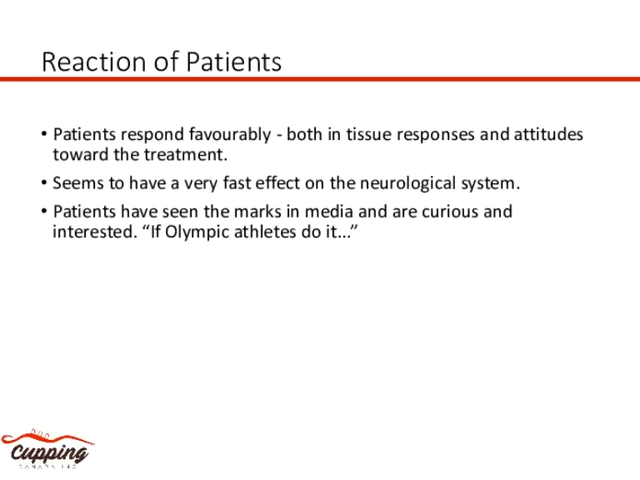 Reaction of Patients
• Patients respond favourably - both in tissue responses and attitudes
toward the treatment.
• Seems to have a very fast effect on the neurological system.
• Patients have seen the marks in media and are curious and
interested. “If Olympic athletes do it...”
Cupping
CANADA INC